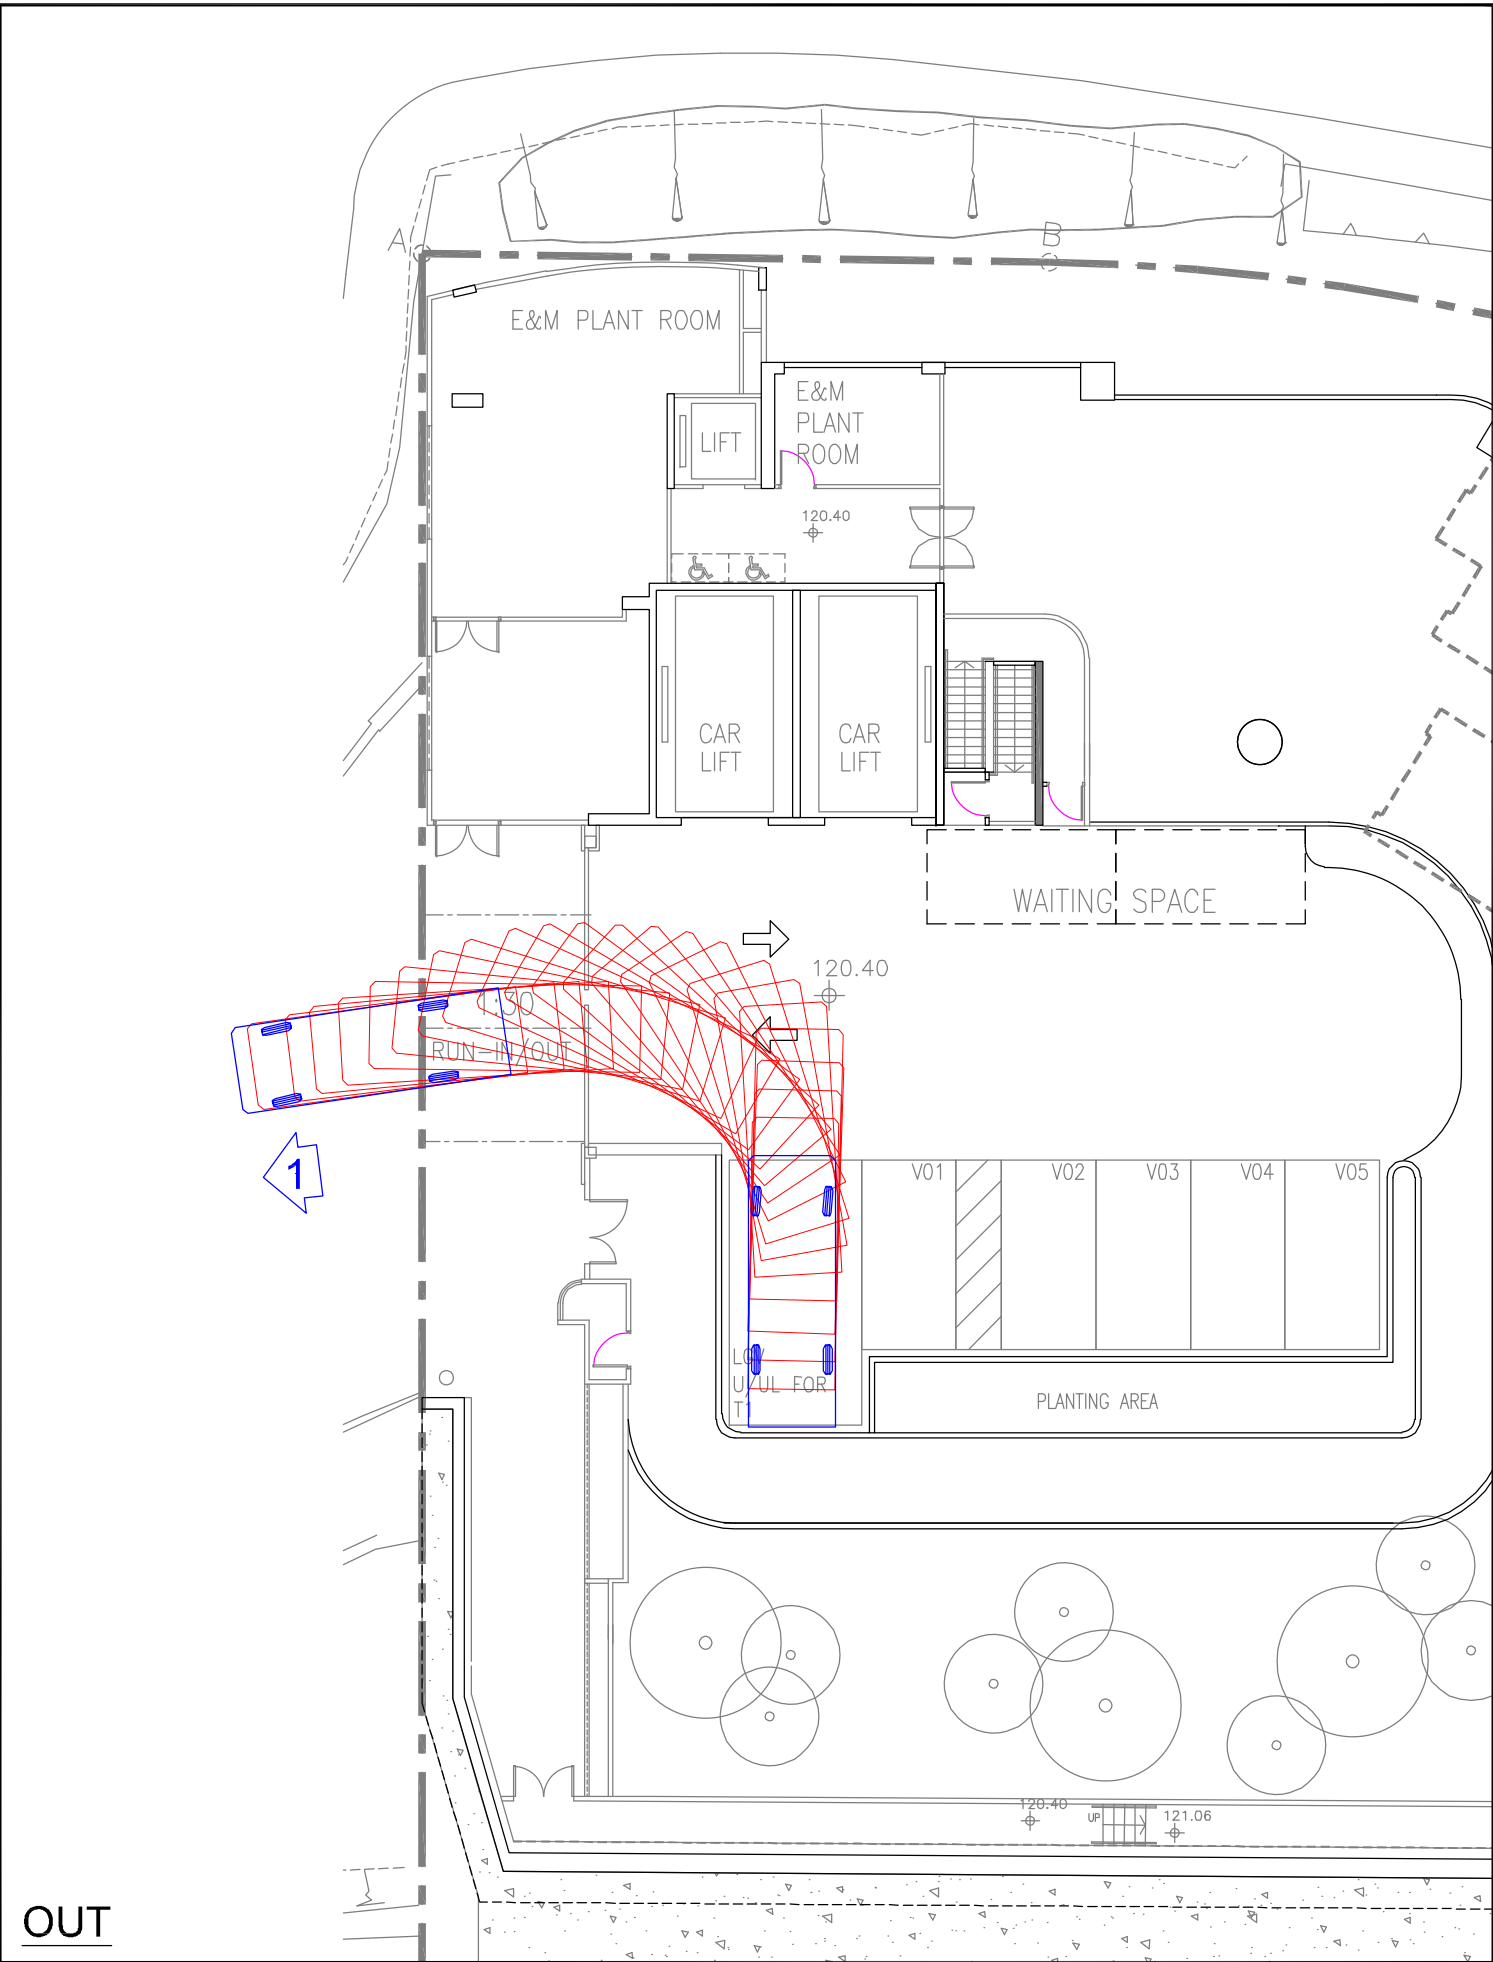 A
B
E&M PLANT ROOM
E&M
PLANT
ROOM
LIFT
120.40
CAR
LIFT
CAR
LIFT
WAITING SPACE
120.40
1:30
RUN-IN/OUT
1
V01
V02
V03
V04
V05
U/UL FOR
PLANTING AREA
120.40
UP
121.06
OUT